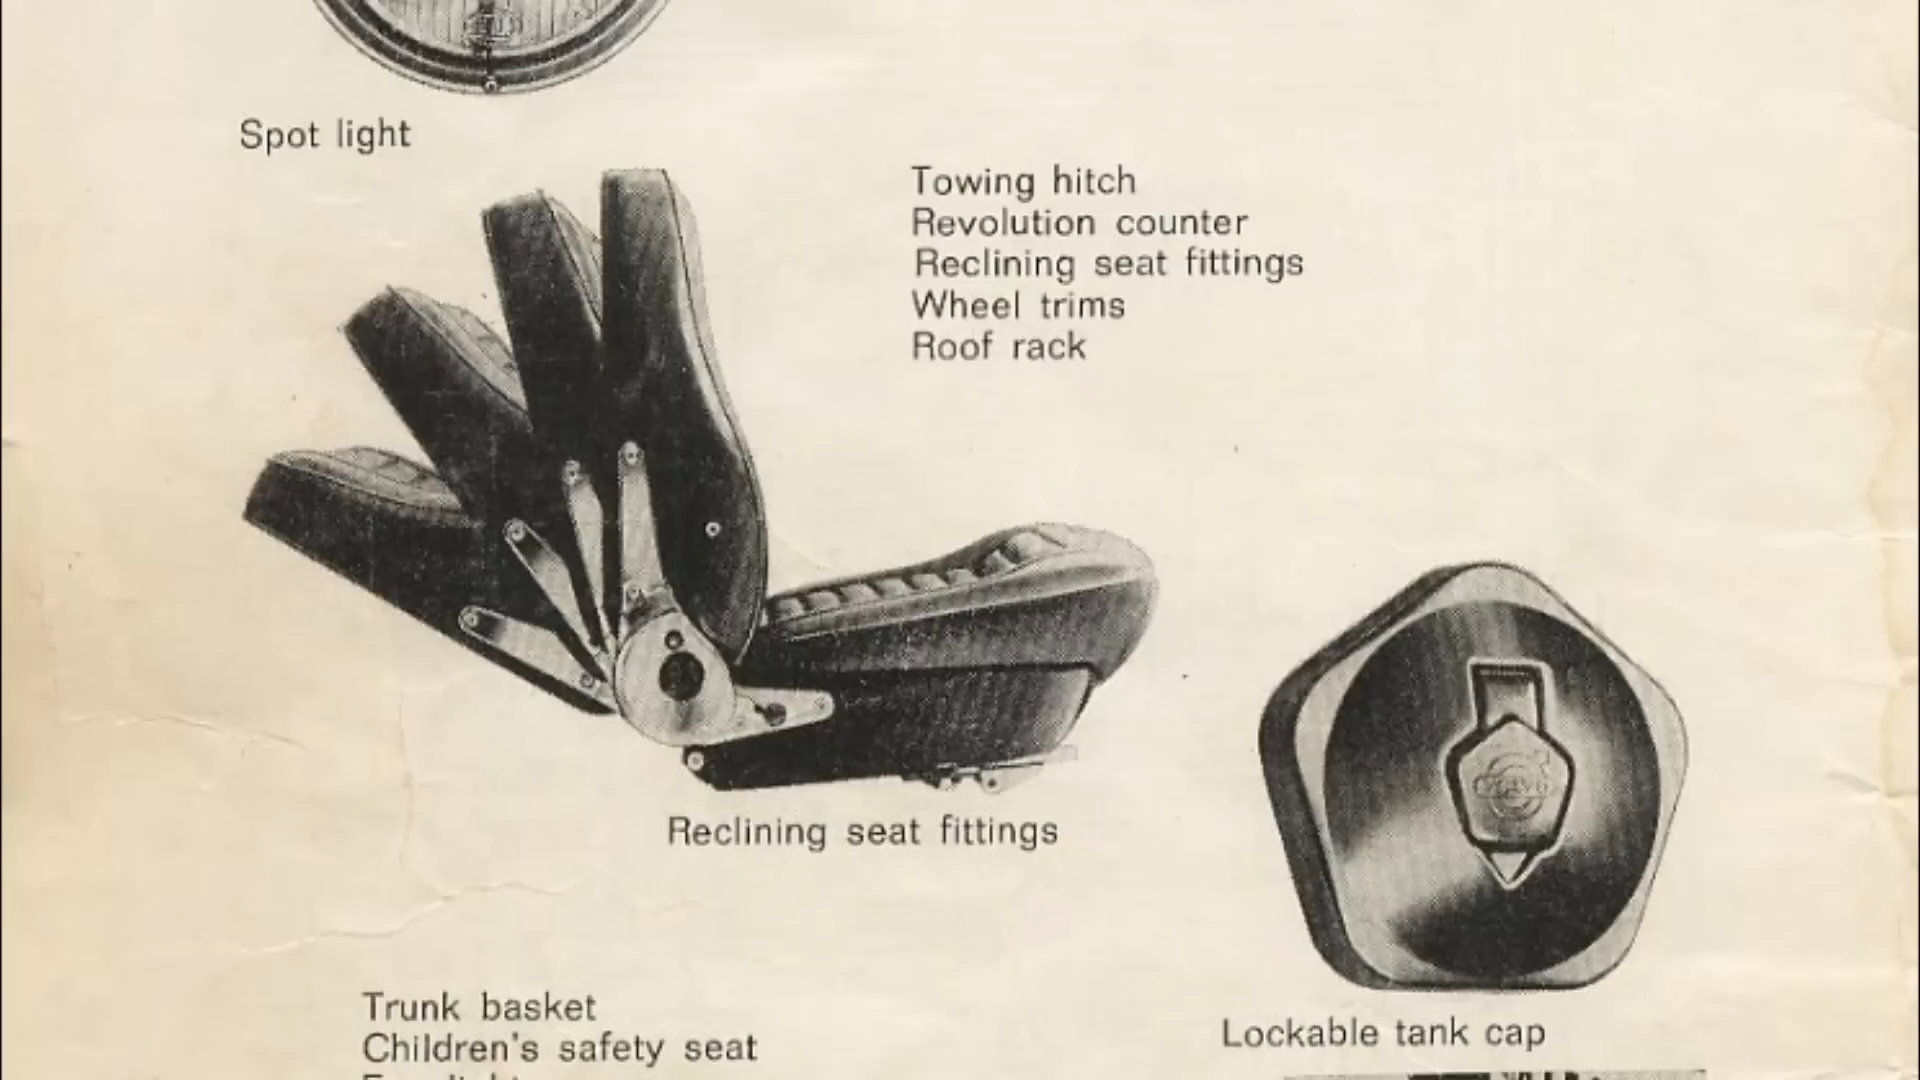 Spot light
Towing hitch
Revolution counter
Reclining seat fittings
Wheel trims
Roof rack
VOLVO
Reclining seat fittings
Lockable tank cap
Trunk basket
Children's safety seat